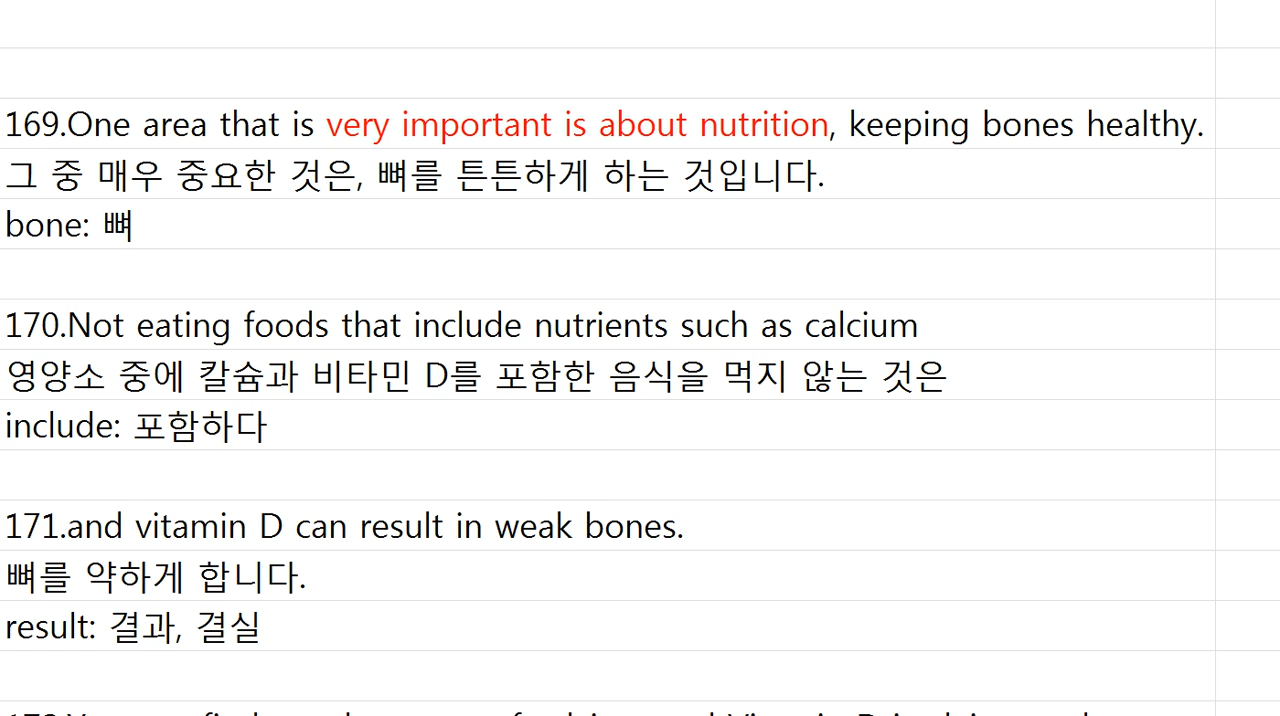 169.One area that is very important is about nutrition, keeping bones healthy.
그 중 매우 중요한 것은, 뼈를 튼튼하게 하는 것입니다.
bone: 뼈
170.Not eating foods that include nutrients such as calcium
영양소 중에 칼슘과 비타민 D를 포함한 음식을 먹지 않는 것은
include: 포함하다
171.and vitamin D can result in weak bones.
뼈를 약하게 합니다.
result: 결과, 결실